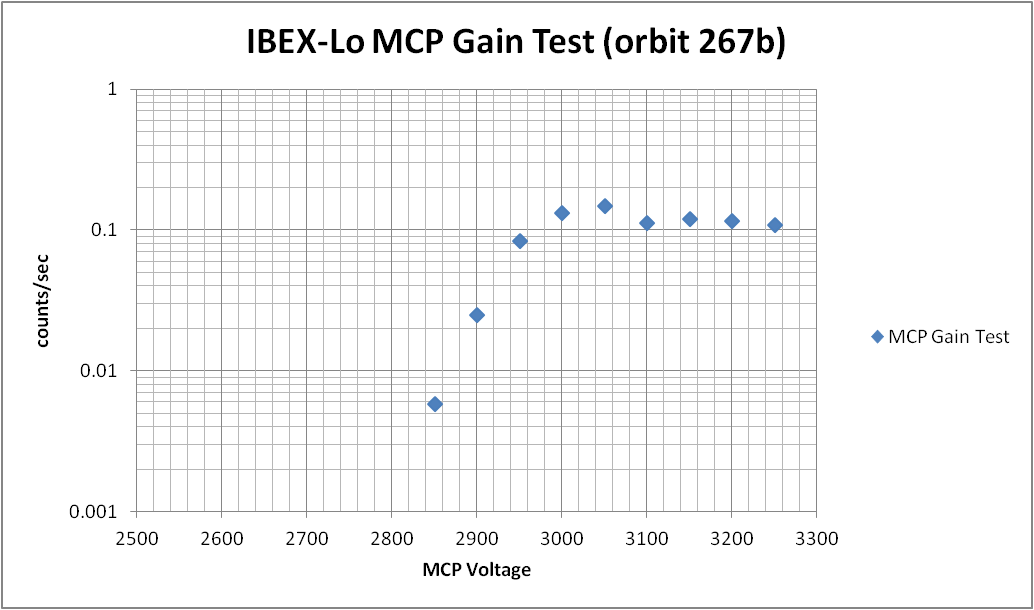 IBEX-Lo MCP Gain Test (orbit 267b)
1
0.1
0.01
0.001
counts/sec
2500 2600 2700 2800 2900 3000 3100 3200 3300
MCP Voltage
MCP Gain Test